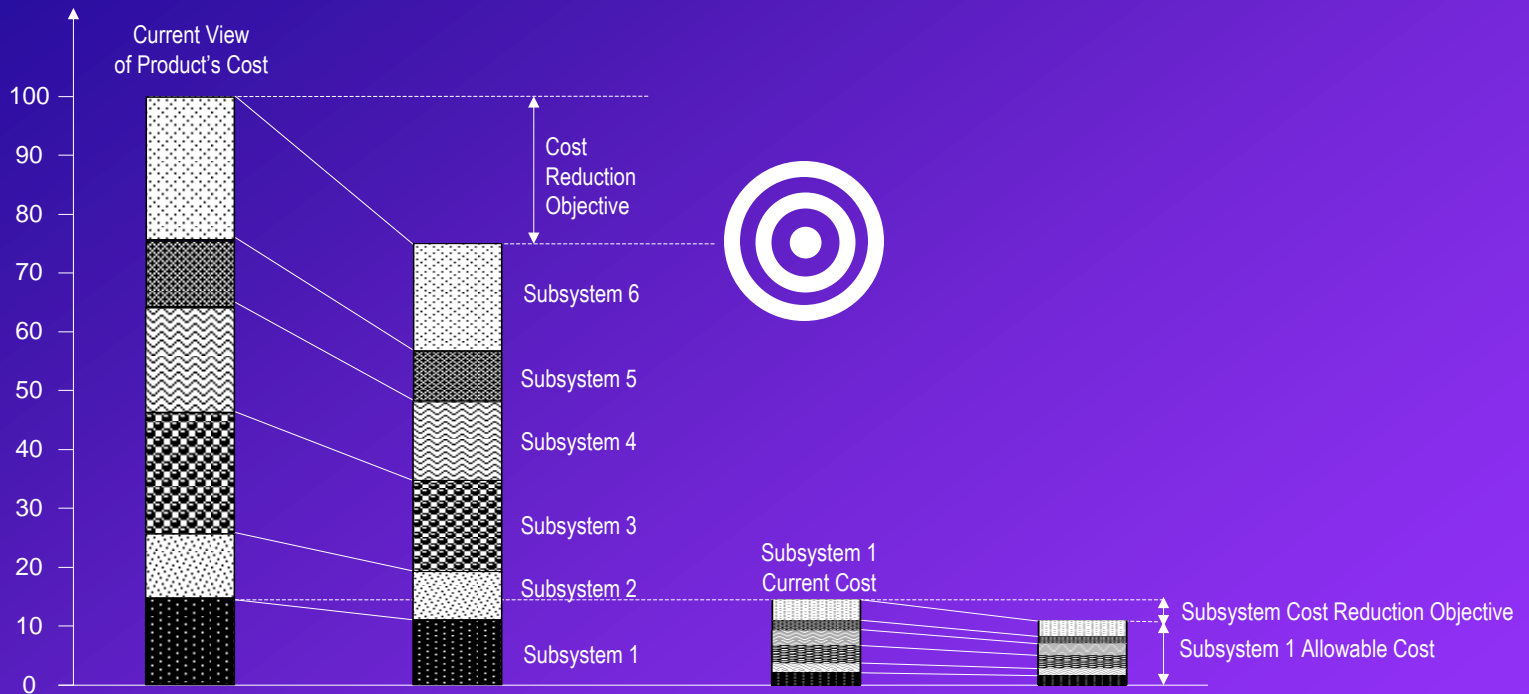 Current View
of Product’s Cost
100
90
80
70
60
50
40
30
20
10
0
Cost
Reduction
Objective
Subsystem 6
Subsystem 5
Subsystem 4
Subsystem 3
Subsystem 2
Subsystem 1
Subsystem 1
Current Cost
Subsystem Cost Reduction Objective
Subsystem 1 Allowable Cost